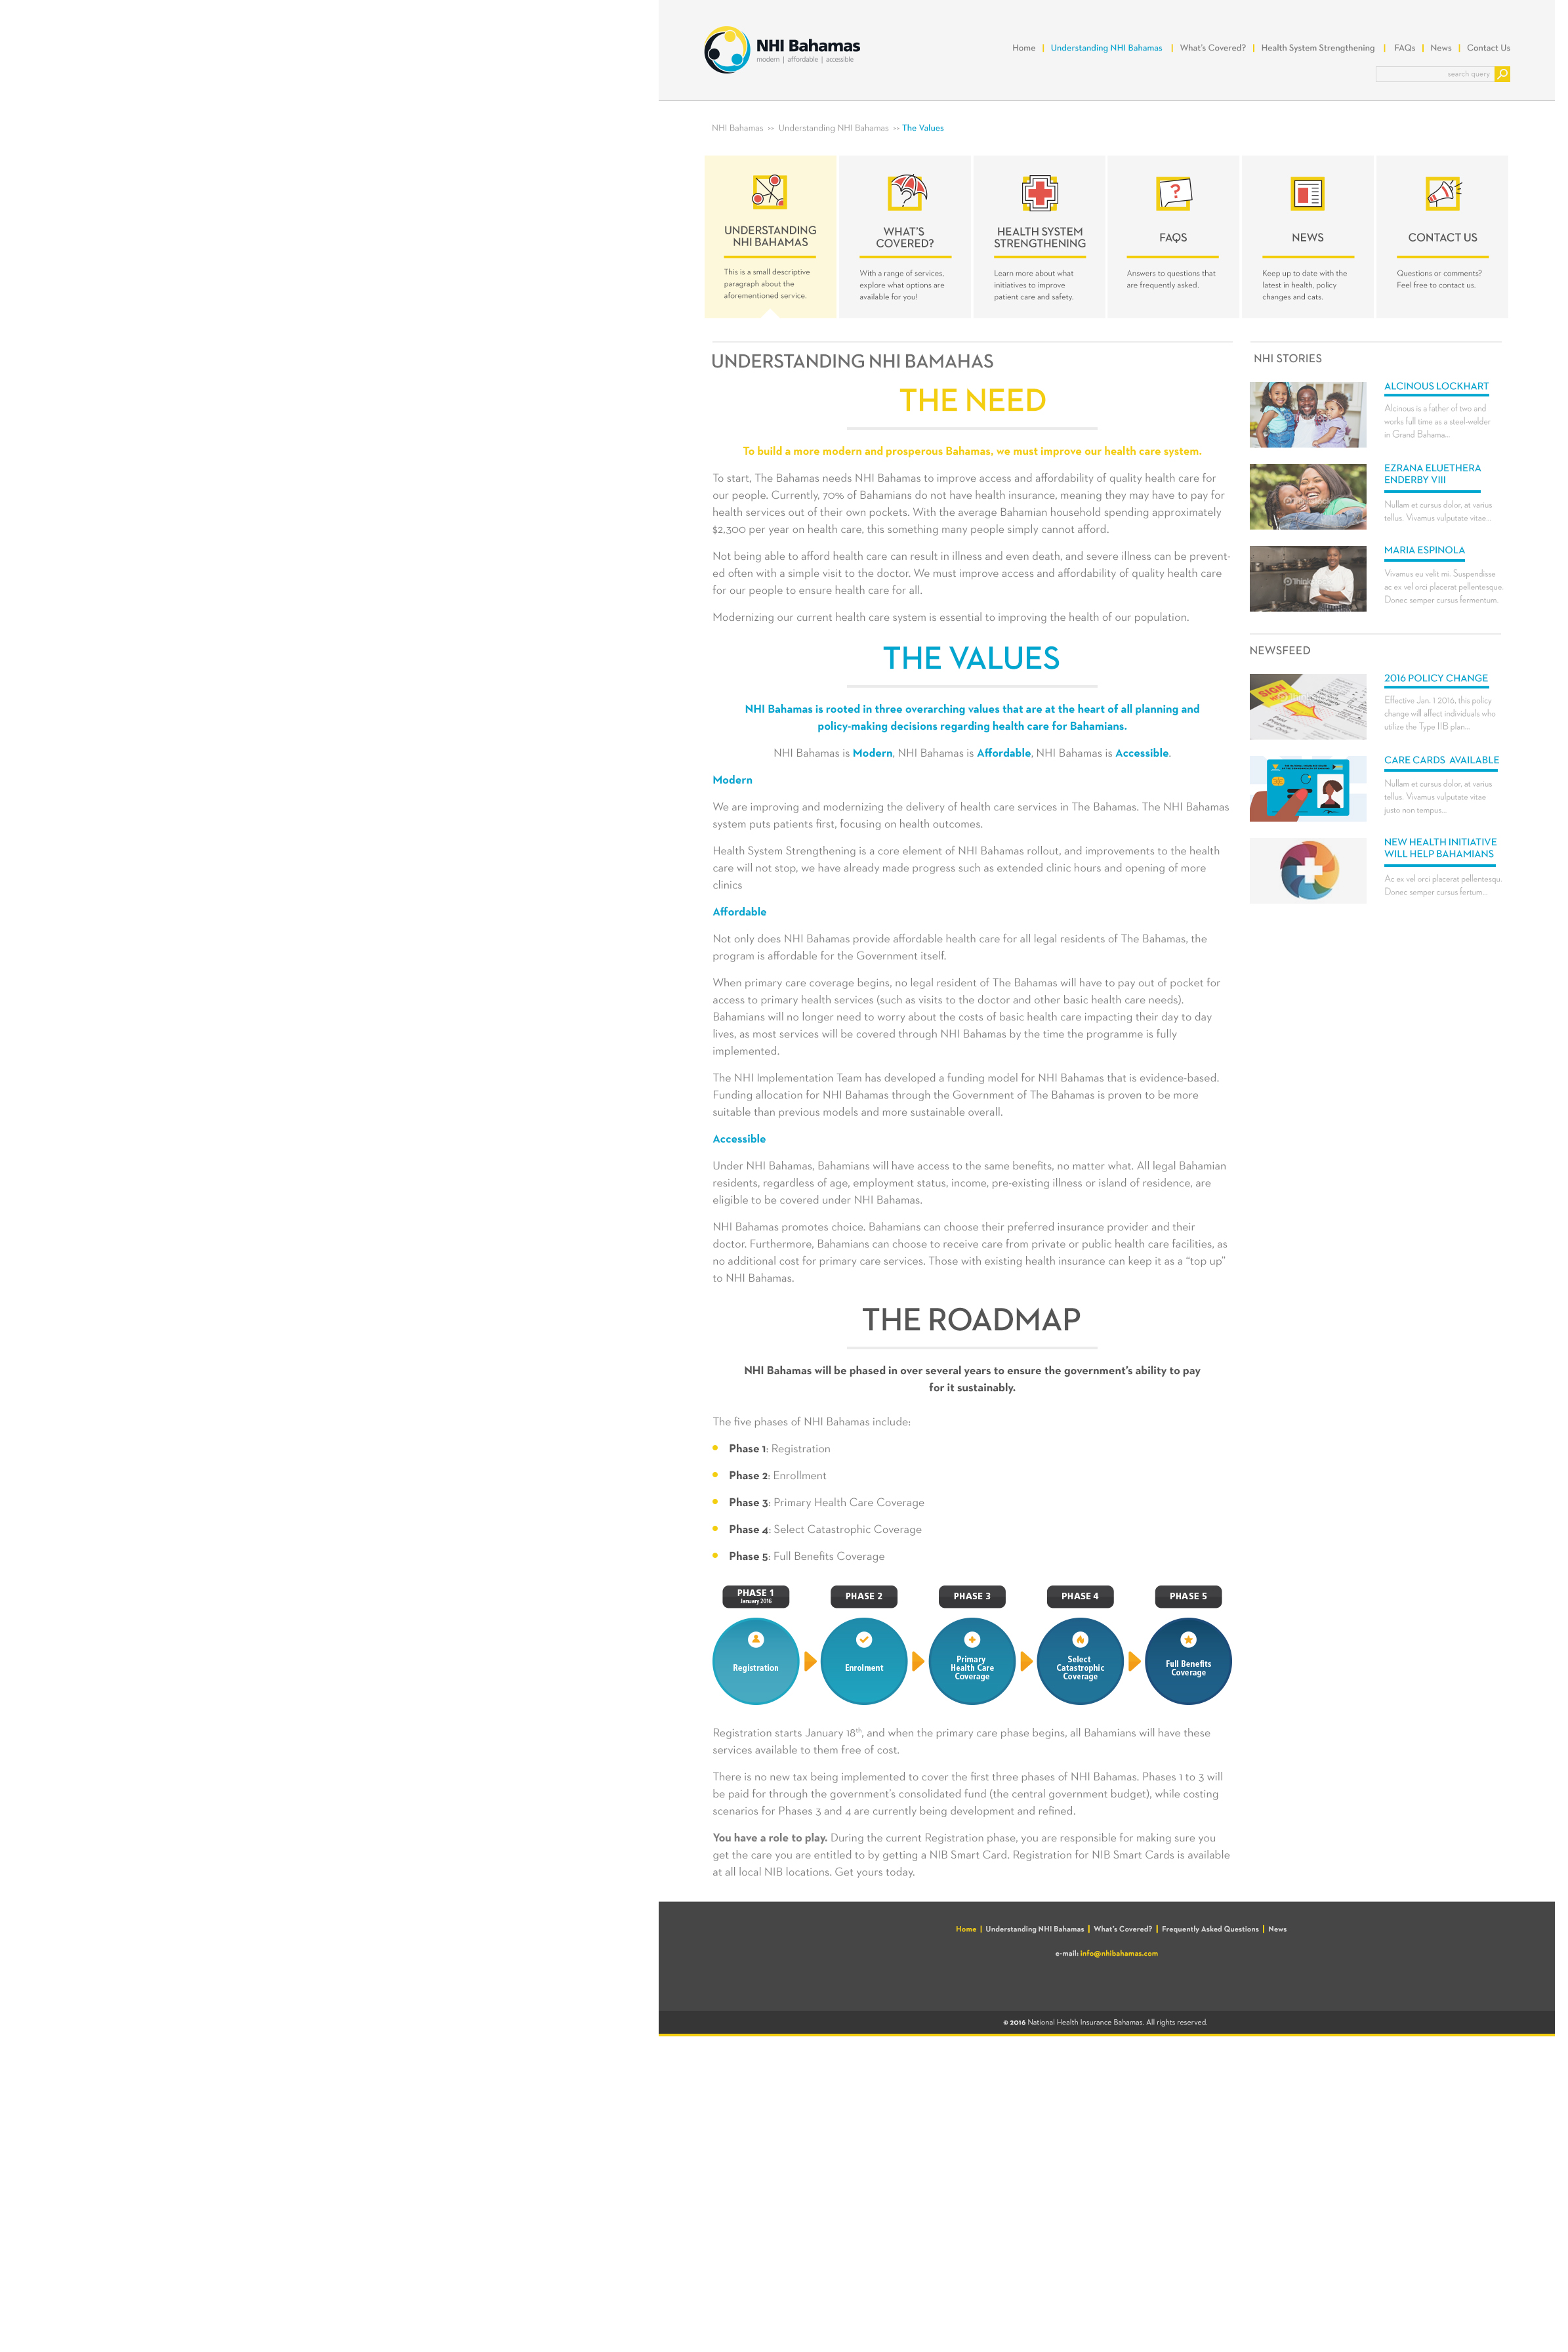 NHI Bahamas
modern | affordable | accessible
Home | Understanding NHI Bahamas | What's Covered? | Health System Strengthening | FAQs | News | Contact Us
search query
NHI Bahamas >> Understanding NHI Bahamas >> The Values
UNDERSTANDING
NHI BAHAMAS
This is a small descriptive
paragraph about the
aforementioned service.
WHAT'S
COVERED?
With a range of services,
explore what options are
available for you!
HEALTH SYSTEM
STRENGTHENING
Learn more about what
initiatives to improve
patient care and safety.
?
FAQS
Answers to questions that
are frequently asked.
NEWS
Keep up to date with the
latest in health, policy
changes and cats.
CONTACT US
Questions or comments?
Feel free to contact us.
UNDERSTANDING NHI BAMAHAS
THE NEED
To build a more modern and prosperous Bahamas, we must improve our health care system.
To start, The Bahamas needs NHI Bahamas to improve access and affordability of quality health care for
our people. Currently, 70% of Bahamians do not have health insurance, meaning they may have to pay for
health services out of their own pockets. With the average Bahamian household spending approximately
$2,300 per year on health care, this something many people simply cannot afford.
Not being able to afford health care can result in illness and even death, and severe illness can be prevent-
ed often with a simple visit to the doctor. We must improve access and affordability of quality health care
for our people to ensure health care for all.
Modernizing our current health care system is essential to improving the health of our population.
THE VALUES
NHI Bahamas is rooted in three overarching values that are at the heart of all planning and
policy-making decisions regarding health care for Bahamians.
NHI Bahamas is Modern, NHI Bahamas is Affordable, NHI Bahamas is Accessible.
Modern
We are improving and modernizing the delivery of health care services in The Bahamas. The NHI Bahamas
system puts patients first, focusing on health outcomes.
Health System Strengthening is a core element of NHI Bahamas rollout, and improvements to the health
care will not stop, we have already made progress such as extended clinic hours and opening of more
clinics
Affordable
Not only does NHI Bahamas provide affordable health care for all legal residents of The Bahamas, the
program is affordable for the Government itself.
When primary care coverage begins, no legal resident of The Bahamas will have to pay out of pocket for
access to primary health services (such as visits to the doctor and other basic health care needs).
Bahamians will no longer need to worry about the costs of basic health care impacting their day to day
lives, as most services will be covered through NHI Bahamas by the time the programme is fully
implemented.
The NHI Implementation Team has developed a funding model for NHI Bahamas that is evidence-based.
Funding allocation for NHI Bahamas through the Government of The Bahamas is proven to be more
suitable than previous models and more sustainable overall.
Accessible
Under NHI Bahamas, Bahamians will have access to the same benefits, no matter what. All legal Bahamian
residents, regardless of age, employment status, income, pre-existing illness or island of residence, are
eligible to be covered under NHI Bahamas.
NHI Bahamas promotes choice. Bahamians can choose their preferred insurance provider and their
doctor. Furthermore, Bahamians can choose to receive care from private or public health care facilities, as
no additional cost for primary care services. Those with existing health insurance can keep it as a "top up"
to NHI Bahamas.
THE ROADMAP
NHI Bahamas will be phased in over several years to ensure the government's ability to pay
for it sustainably.
The five phases of NHI Bahamas include:
Phase 1: Registration
Phase 2: Enrollment
Phase 3: Primary Health Care Coverage
Phase 4: Select Catastrophic Coverage
Phase 5: Full Benefits Coverage
PHASE 1
January 2016
PHASE 2
PHASE 3
PHASE 4
PHASE 5
Registration
Enrolment
Primary
Health Care
Coverage
Select
Catastrophic
Coverage
Full Benefits
Coverage
Registration starts January 18th, and when the primary care phase begins, all Bahamians will have these
services available to them free of cost.
There is no new tax being implemented to cover the first three phases of NHI Bahamas. Phases 1 to 3 will
be paid for through the government's consolidated fund (the central government budget), while costing
scenarios for Phases 3 and 4 are currently being development and refined.
You have a role to play. During the current Registration phase, you are responsible for making sure you
get the care you are entitled to by getting a NIB Smart Card. Registration for NIB Smart Cards is available
at all local NIB locations. Get yours today.
NHI STORIES
ALCINOUS LOCKHART
Alcinous is a father of two and
works full time as a steel-welder
in Grand Bahama...
EZRANA ELUETHERA
ENDERBY VIII
Nullam et cursus dolor, at varius
tellus. Vivamus vulputate vitae...
MARIA ESPINOLA
Vivamus eu velit mi. Suspendisse
ac ex vel orci placerat pellentesque.
Donec semper cursus fermentum.
NEWSFEED
SIGN
HERE
2016 POLICY CHANGE
Effective Jan. 1 2016, this policy
change will affect individuals who
utilize the Type IIB plan...
CARE CARDS AVAILABLE
Nullam et cursus dolor, at varius
tellus. Vivamus vulputate vitae
justo non tempus...
NEW HEALTH INITIATIVE
WILL HELP BAHAMIANS
Ac ex vel orci placerat pellentesqu.
Donec semper cursus fertum...
Home | Understanding NHI Bahamas | What's Covered? | Frequently Asked Questions | News
e-mail: info@nhibahamas.com
© 2016 National Health Insurance Bahamas. All rights reserved.